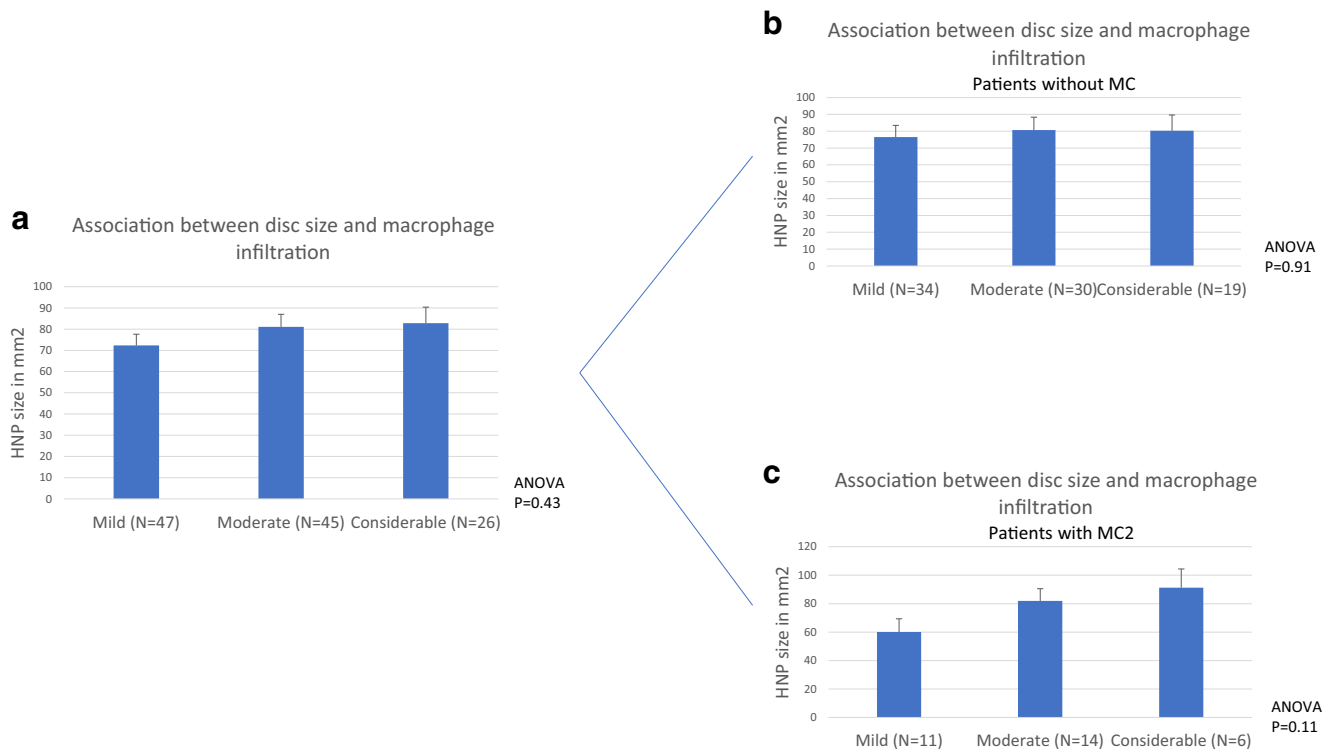 a
Association between disc size and macrophage
infiltration
HNP size in mm2
100
90
80
70
60
50
40
30
20
10
0
Mild (N=47) Moderate (N=45) Considerable (N=26)
ANOVA
P=0.43
b
Association between disc size and macrophage
infiltration
Patients without MC
HNP size in mm2
100
90
80
70
60
50
40
30
20
10
0
Mild (N=34) Moderate (N=30) Considerable (N=19)
ANOVA
P=0.91
c
Association between disc size and macrophage
infiltration
Patients with MC2
HNP size in mm2
120
100
80
60
40
20
0
Mild (N=11) Moderate (N=14) Considerable (N=6)
ANOVA
P=0.11